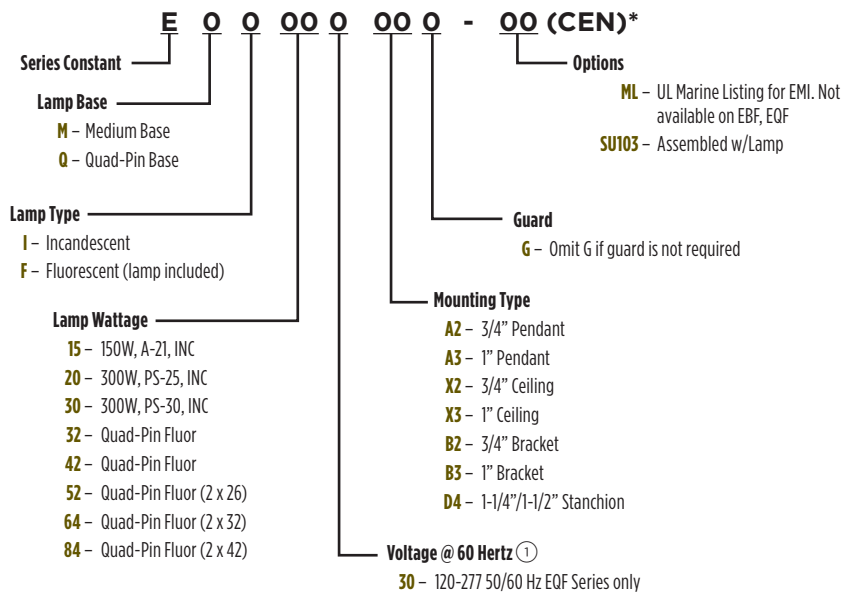 E 0 0 00 0 00 0 - 00 (CEN)*
Series Constant
Lamp Base
M – Medium Base
Q – Quad-Pin Base
Lamp Type
I – Incandescent
F – Fluorescent (lamp included)
Lamp Wattage
15 – 150W, A-21, INC
20 – 300W, PS-25, INC
30 – 300W, PS-30, INC
32 – Quad-Pin Fluor
42 – Quad-Pin Fluor
52 – Quad-Pin Fluor (2 x 26)
64 – Quad-Pin Fluor (2 x 32)
84 – Quad-Pin Fluor (2 x 42)
Options
ML – UL Marine Listing for EMI. Not
available on EBF, EQF
SU103 – Assembled w/Lamp
Guard
G – Omit G if guard is not required
Mounting Type
A2 – 3/4” Pendant
A3 – 1” Pendant
X2 – 3/4” Ceiling
X3 – 1” Ceiling
B2 – 3/4” Bracket
B3 – 1” Bracket
D4 – 1-1/4”/1-1/2” Stanchion
Voltage @ 60 Hertz ①
30 – 120-277 50/60 Hz EQF Series only